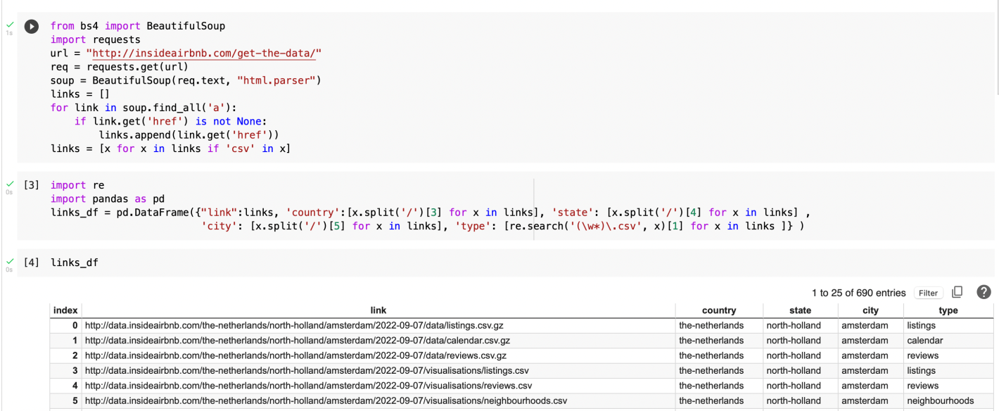 from bs4 import BeautifulSoup
1s
import requests
url = "http://insideairbnb.com/get-the-data/"
req = requests.get(url)
soup = BeautifulSoup(req.text, "html.parser")
links = []
for link in soup.find_all('a'):
    if link.get('href') is not None:
        links.append(link.get('href'))
links = [x for x in links if 'csv' in x]
[3] import re
0s
import pandas as pd
links_df = pd.DataFrame({"link":links, 'country':[x.split('/')[3] for x in links], 'state': [x.split('/')[4] for x in links] ,
'city': [x.split('/')[5] for x in links], 'type': [re.search('(\w*)\.csv', x)[1] for x in links ]} )
[4] links_df
0s
1 to 25 of 690 entries Filter ?
index link country state city type
0 http://data.insideairbnb.com/the-netherlands/north-holland/amsterdam/2022-09-07/data/listings.csv.gz the-netherlands north-holland amsterdam listings
1 http://data.insideairbnb.com/the-netherlands/north-holland/amsterdam/2022-09-07/data/calendar.csv.gz the-netherlands north-holland amsterdam calendar
2 http://data.insideairbnb.com/the-netherlands/north-holland/amsterdam/2022-09-07/data/reviews.csv.gz the-netherlands north-holland amsterdam reviews
3 http://data.insideairbnb.com/the-netherlands/north-holland/amsterdam/2022-09-07/visualisations/listings.csv the-netherlands north-holland amsterdam listings
4 http://data.insideairbnb.com/the-netherlands/north-holland/amsterdam/2022-09-07/visualisations/reviews.csv the-netherlands north-holland amsterdam reviews
5 http://data.insideairbnb.com/the-netherlands/north-holland/amsterdam/2022-09-07/visualisations/neighbourhoods.csv the-netherlands north-holland amsterdam neighbourhoods